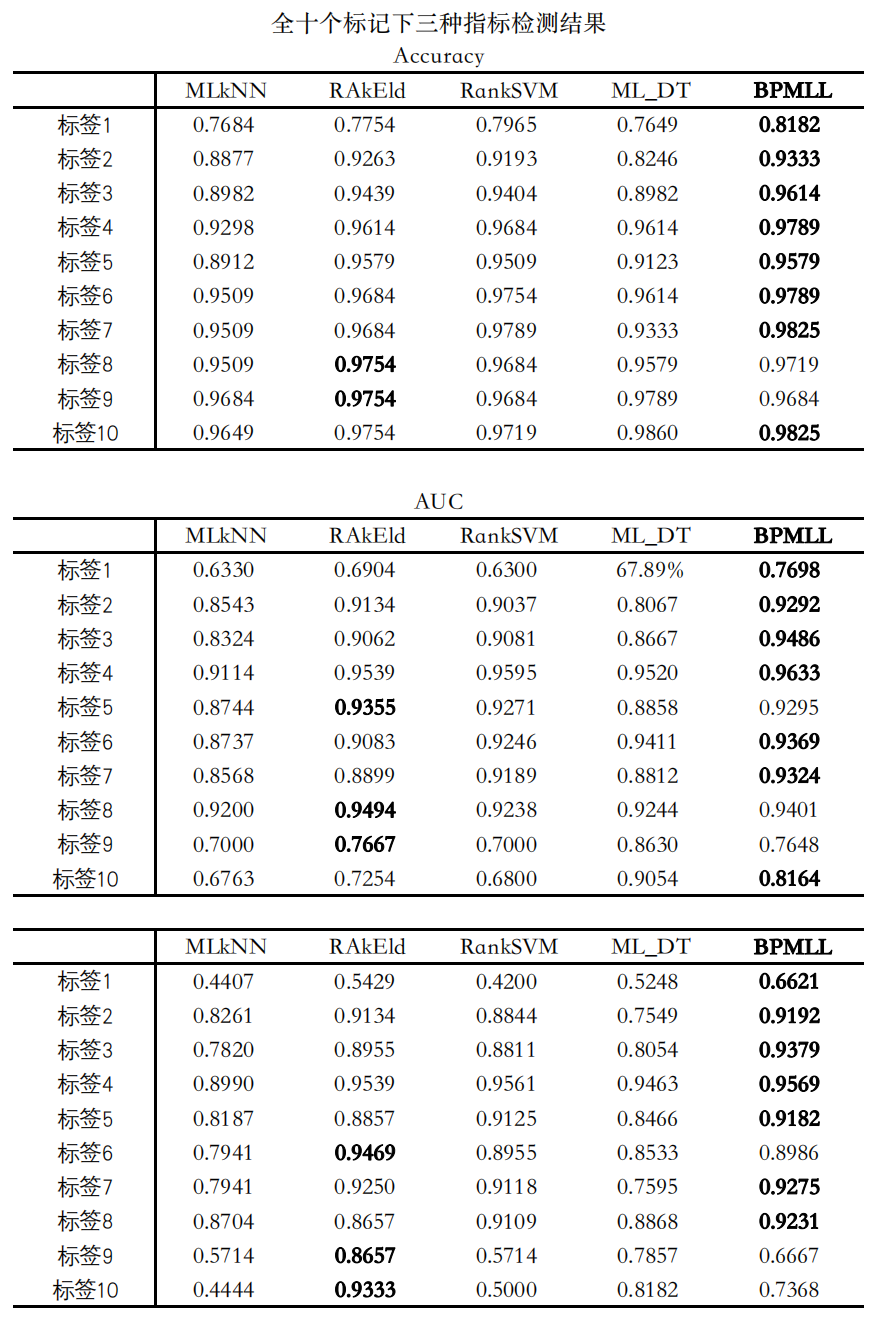 全十个标记下三种指标检测结果
Accuracy
MLkNN RAkEld RankSVM ML_DT BPMLL
标签1 0.7684 0.7754 0.7965 0.7649 0.8182
标签2 0.8877 0.9263 0.9193 0.8246 0.9333
标签3 0.8982 0.9439 0.9404 0.8982 0.9614
标签4 0.9298 0.9614 0.9684 0.9614 0.9789
标签5 0.8912 0.9579 0.9509 0.9123 0.9579
标签6 0.9509 0.9684 0.9754 0.9614 0.9789
标签7 0.9509 0.9684 0.9789 0.9333 0.9825
标签8 0.9509 0.9754 0.9684 0.9579 0.9719
标签9 0.9684 0.9754 0.9684 0.9789 0.9684
标签10 0.9649 0.9754 0.9719 0.9860 0.9825
AUC
MLkNN RAkEld RankSVM ML_DT BPMLL
标签1 0.6330 0.6904 0.6300 67.89% 0.7698
标签2 0.8543 0.9134 0.9037 0.8067 0.9292
标签3 0.8324 0.9062 0.9081 0.8667 0.9486
标签4 0.9114 0.9539 0.9595 0.9520 0.9633
标签5 0.8744 0.9355 0.9271 0.8858 0.9295
标签6 0.8737 0.9083 0.9246 0.9411 0.9369
标签7 0.8568 0.8899 0.9189 0.8812 0.9324
标签8 0.9200 0.9494 0.9238 0.9244 0.9401
标签9 0.7000 0.7667 0.7000 0.8630 0.7648
标签10 0.6763 0.7254 0.6800 0.9054 0.8164
MLkNN RAkEld RankSVM ML_DT BPMLL
标签1 0.4407 0.5429 0.4200 0.5248 0.6621
标签2 0.8261 0.9134 0.8844 0.7549 0.9192
标签3 0.7820 0.8955 0.8811 0.8054 0.9379
标签4 0.8990 0.9539 0.9561 0.9463 0.9569
标签5 0.8187 0.8857 0.9125 0.8466 0.9182
标签6 0.7941 0.9469 0.8955 0.8533 0.8986
标签7 0.7941 0.9250 0.9118 0.7595 0.9275
标签8 0.8704 0.8657 0.9109 0.8868 0.9231
标签9 0.5714 0.8657 0.5714 0.7857 0.6667
标签10 0.4444 0.9333 0.5000 0.8182 0.7368